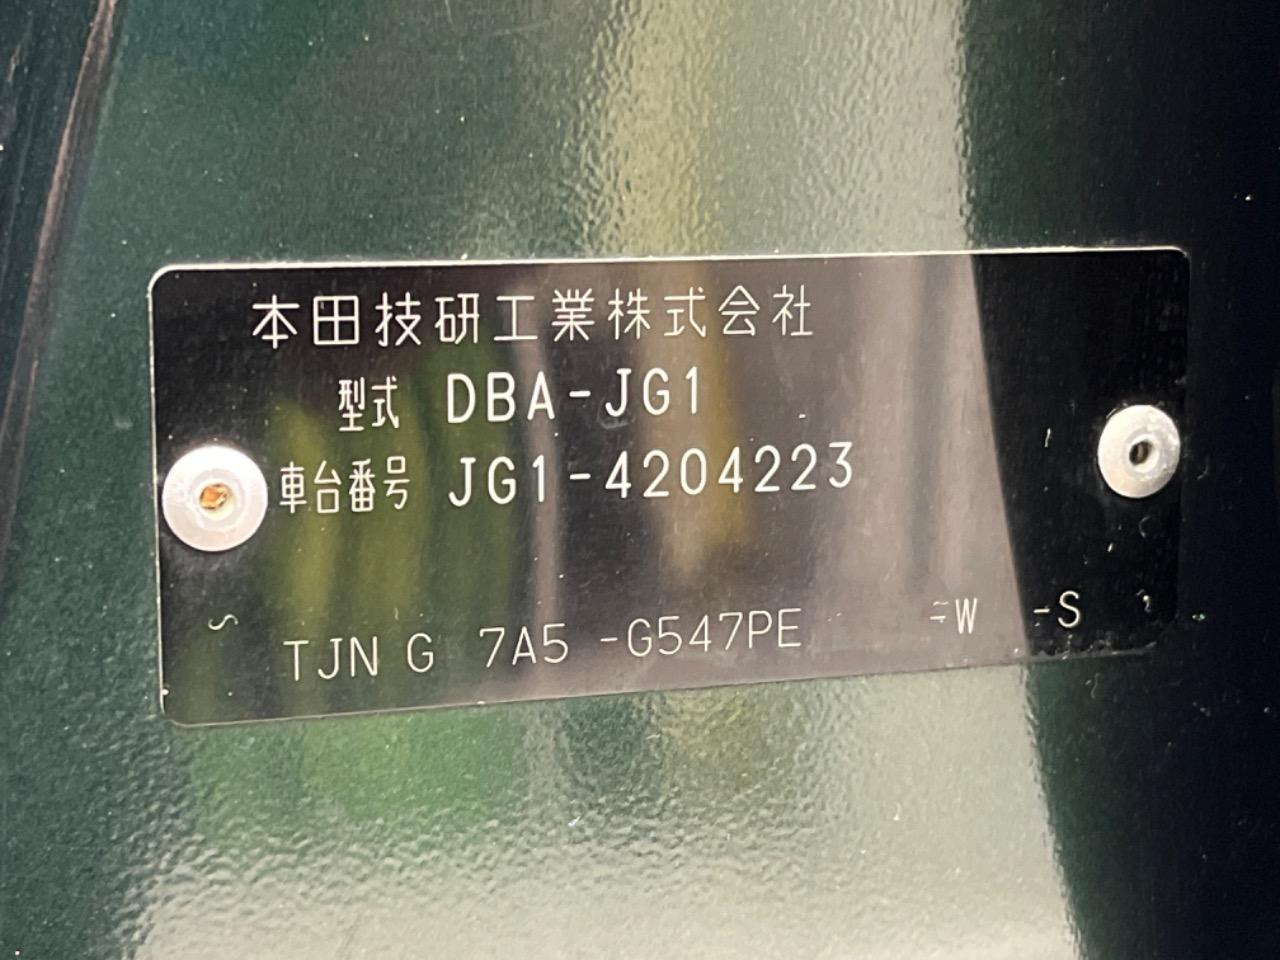 本田技研工業株式会社
型式 DBA-JG1
車台番号 JG1-4204223
TJN G 7A5 -G547PE -W -S